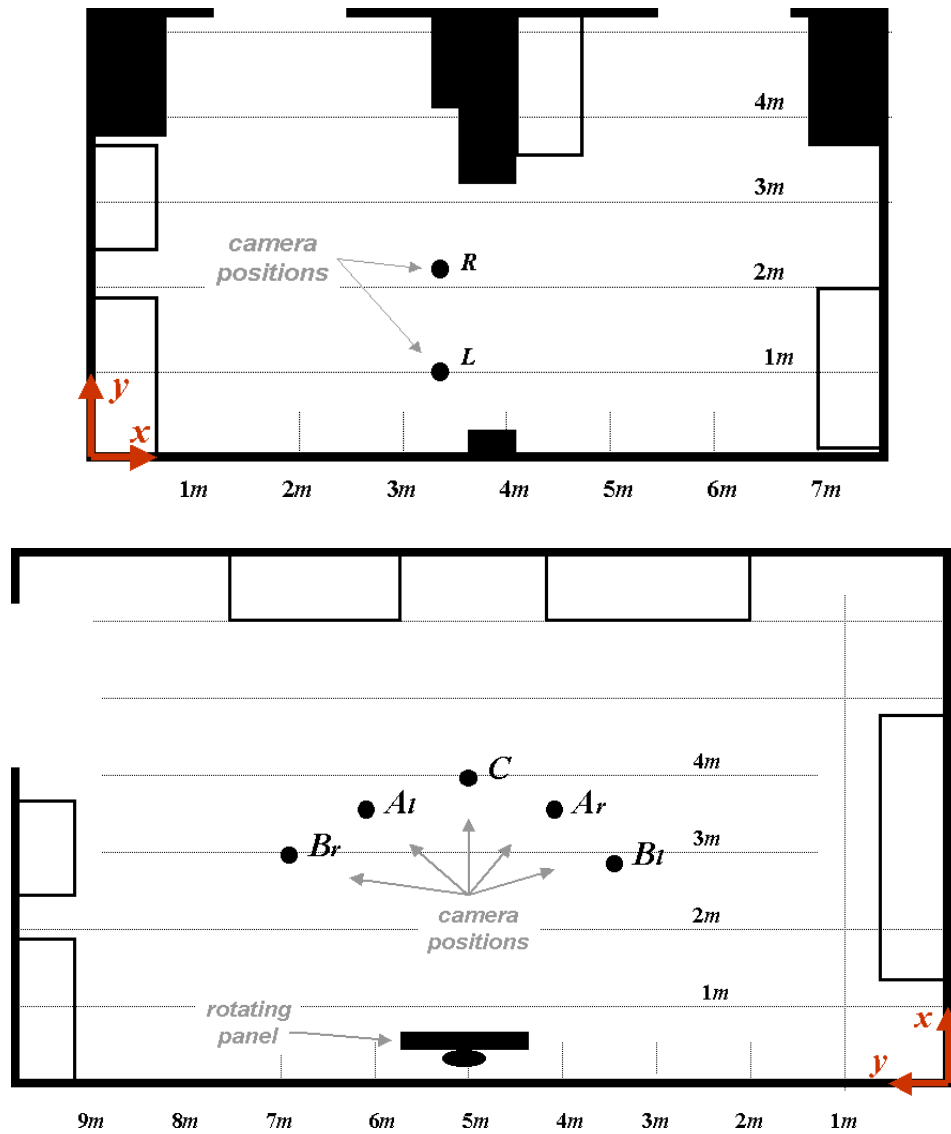 4m
3m
camera
positions
R
2m
L
1m
y
x
1m 2m 3m 4m 5m 6m 7m
C
4m
Al
Ar
Br
3m
Bl
camera
positions
2m
rotating
panel
1m
x
y
9m 8m 7m 6m 5m 4m 3m 2m 1m